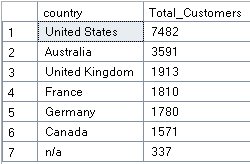 country Total_Customers
1 United States 7482
2 Australia 3591
3 United Kingdom 1913
4 France 1810
5 Germany 1780
6 Canada 1571
7 n/a 337